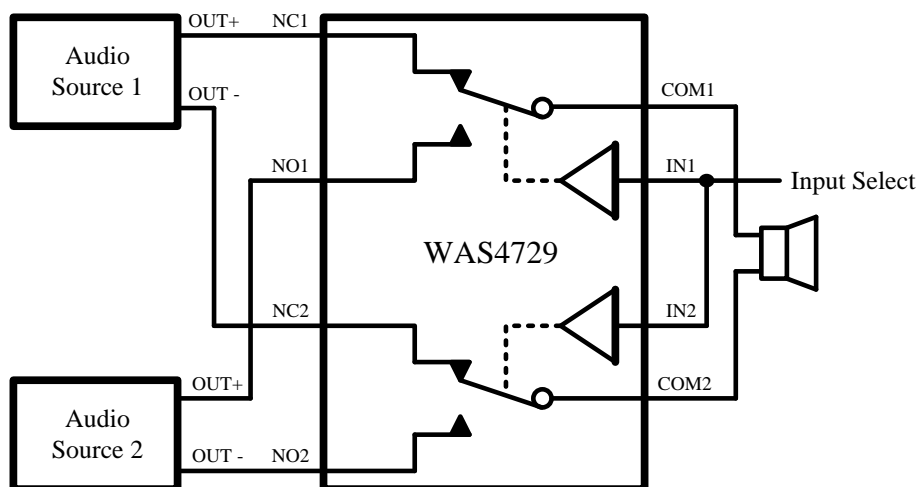 OUT+ NC1
Audio
Source 1
OUT -
COM1
NO1
IN1
Input Select
WAS4729
NC2
IN2
OUT+
COM2
Audio
Source 2
OUT - NO2